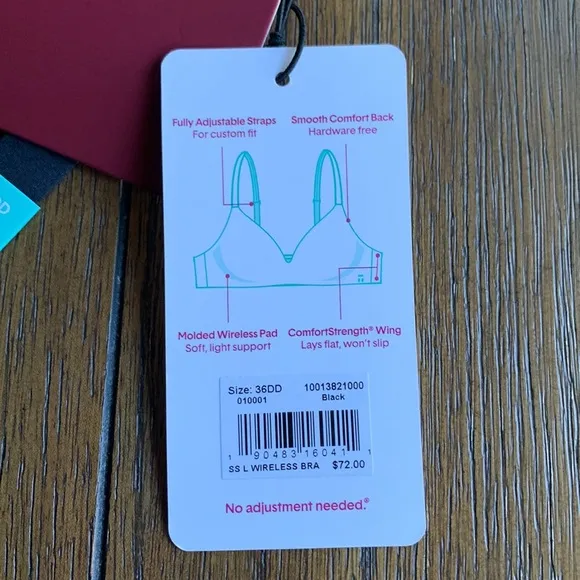 Fully Adjustable Straps
For custom fit
Smooth Comfort Back
Hardware free
Molded Wireless Pad
Soft, light support
ComfortStrength® Wing
Lays flat, won't slip
Size: 36DD 10013821000
010001 Black
1 90483 16041 1
SS L WIRELESS BRA $72.00
No adjustment needed.®